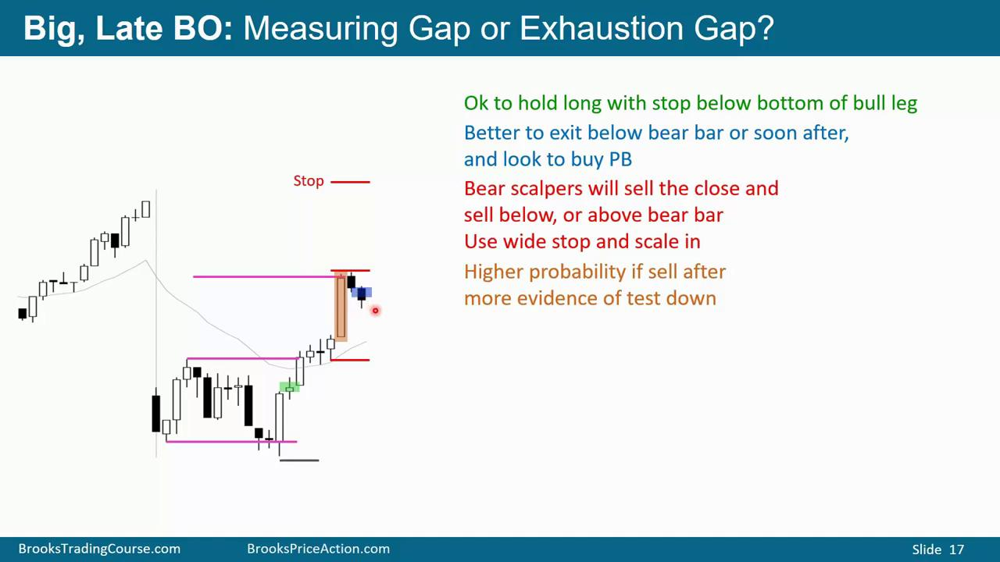 Big, Late BO: Measuring Gap or Exhaustion Gap?
Ok to hold long with stop below bottom of bull leg
Better to exit below bear bar or soon after,
and look to buy PB
Stop
Bear scalpers will sell the close and
sell below, or above bear bar
Use wide stop and scale in
Higher probability if sell after
more evidence of test down
BrooksTradingCourse.com
BrooksPriceAction.com
Slide 17